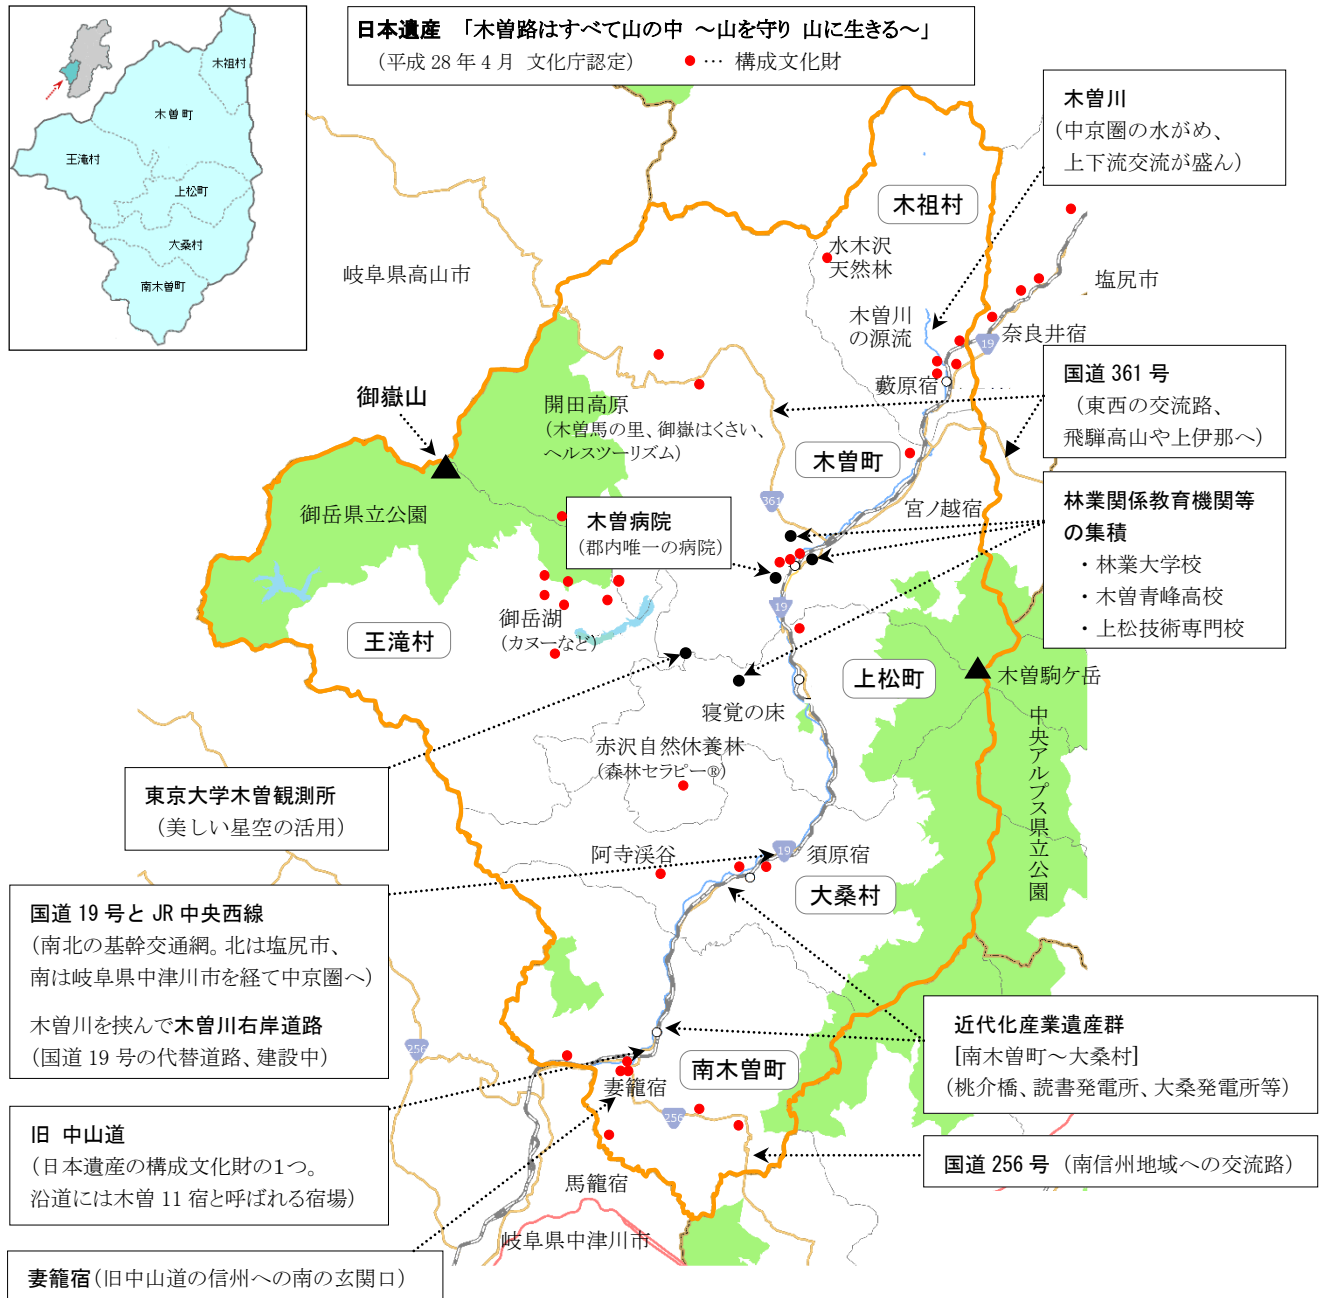 日本遺産 「木曽路はすべて山の中 ～山を守り 山に生きる～」
(平成28年4月 文化庁認定) ●… 構成文化財
木祖村
木曽町
王滝村
上松町
大桑村
南木曽町
木曽川
(中京圏の水がめ、
上下流交流が盛ん)
木祖村
水木沢
天然林
岐阜県高山市
塩尻市
木曽川
の源流
奈良井宿
19
藪原宿
国道361号
(東西の交流路、
飛騨高山や上伊那へ)
御嶽山
開田高原
(木曽馬の里、御嶽はくさい、
ヘルスツーリズム)
木曽町
361
宮ノ越宿
御岳県立公園
木曽病院
(郡内唯一の病院)
林業関係教育機関等
の集積
・林業大学校
・木曽青峰高校
・上松技術専門校
19
御岳湖
(カヌーなど)
王滝村
上松町
木曽駒ケ岳
寝覚の床
中央アルプス県立公園
赤沢自然休養林
(森林セラピー®)
東京大学木曽観測所
(美しい星空の活用)
阿寺渓谷
19
須原宿
大桑村
国道19号とJR中央西線
(南北の基幹交通網。北は塩尻市、
南は岐阜県中津川市を経て中京圏へ)
木曽川を挟んで木曽川右岸道路
(国道19号の代替道路、建設中)
近代化産業遺産群
[南木曽町～大桑村]
(桃介橋、読書発電所、大桑発電所等)
256
南木曽町
妻籠宿
256
旧 中山道
(日本遺産の構成文化財の1つ。
沿道には木曽11宿と呼ばれる宿場)
国道256号 (南信州地域への交流路)
馬籠宿
岐阜県中津川市
妻籠宿(旧中山道の信州への南の玄関口)